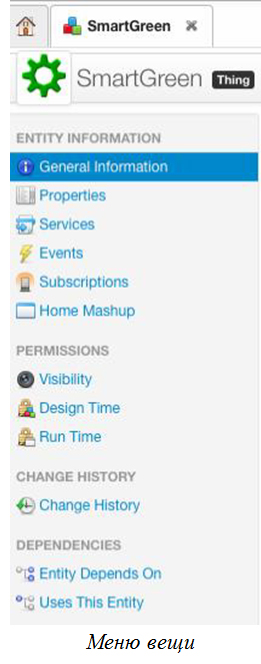 SmartGreen
SmartGreen Thing
ENTITY INFORMATION
General Information
Properties
Services
Events
Subscriptions
Home Mashup
PERMISSIONS
Visibility
Design Time
Run Time
CHANGE HISTORY
Change History
DEPENDENCIES
Entity Depends On
Uses This Entity
Меню вещи